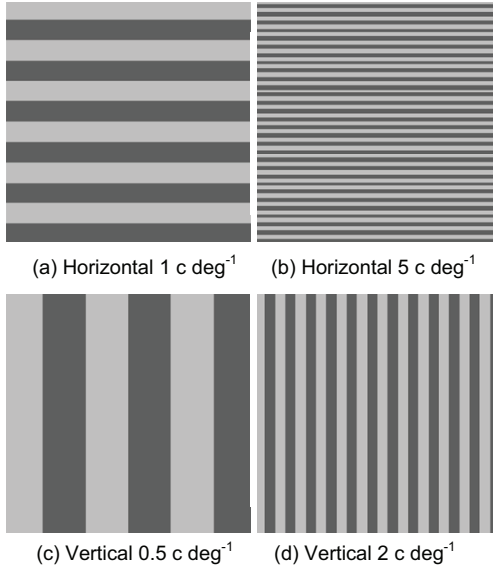 (a) Horizontal 1 c deg⁻¹ (b) Horizontal 5 c deg⁻¹
(c) Vertical 0.5 c deg⁻¹ (d) Vertical 2 c deg⁻¹